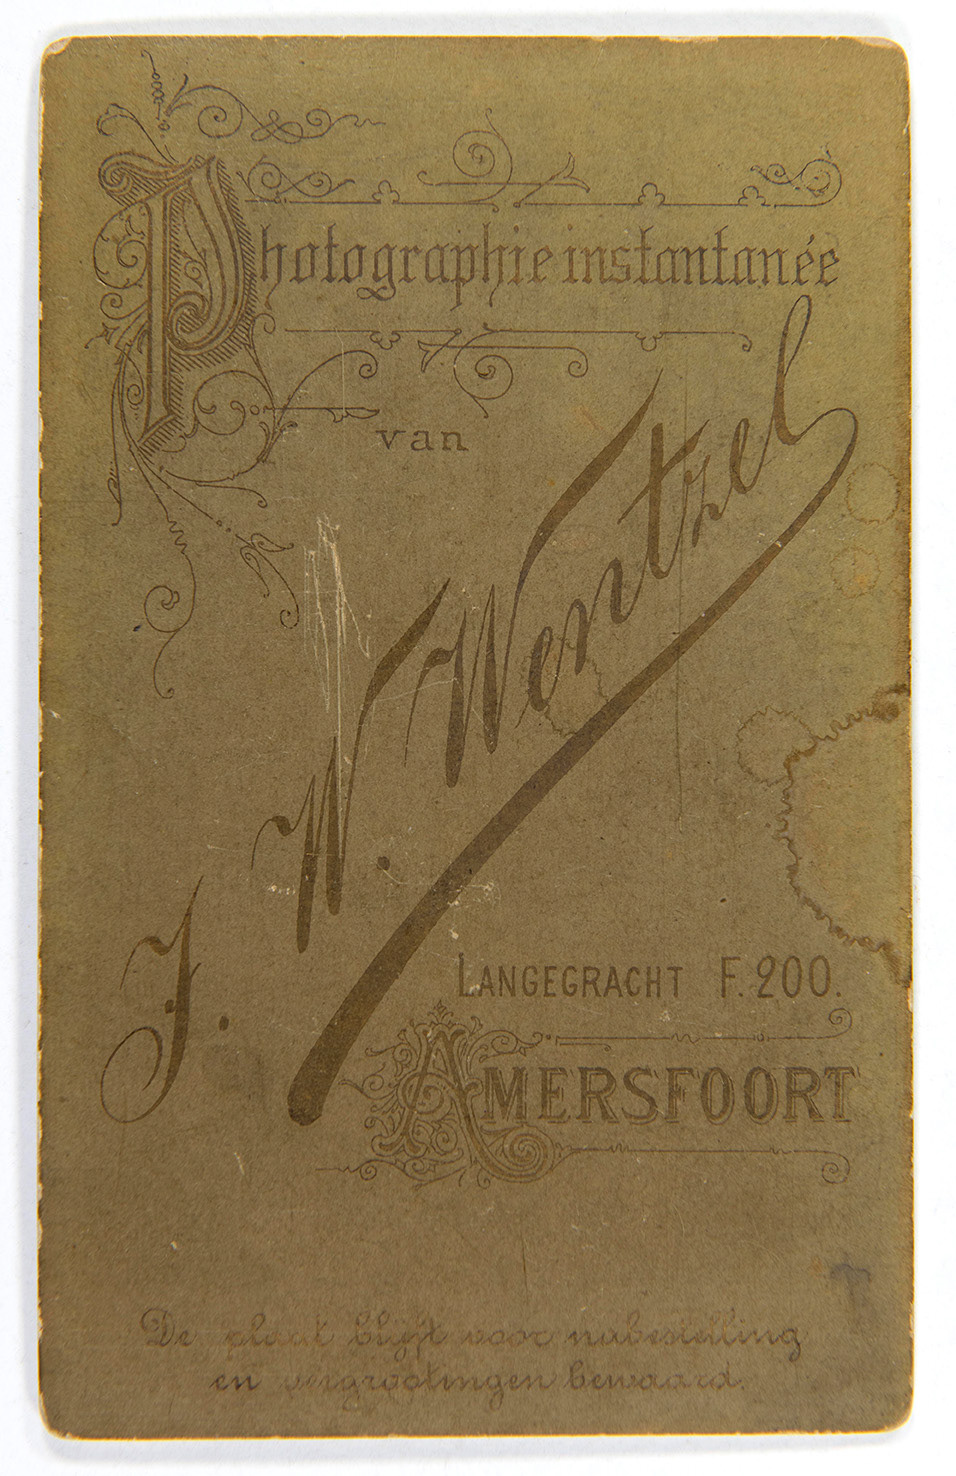 Photographie instantanée
van
J. W. Wentzel
LANGEGRACHT F. 200.
AMERSFOORT
De plaat blijft voor nabestelling
en vergrootingen bewaard.